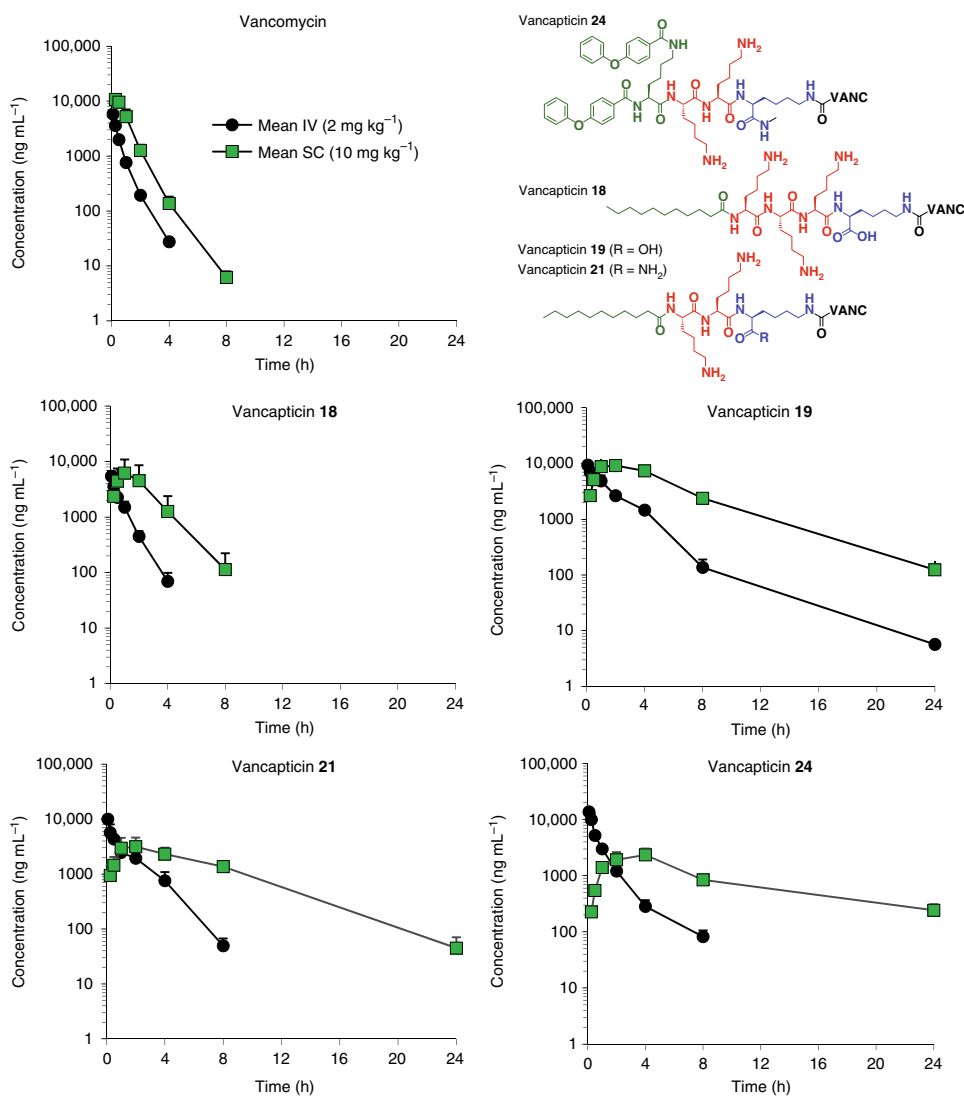 Vancomycin
100,000
10,000
1000
100
10
1
Concentration (ng mL⁻¹)
0 4 8 12 16 20 24
Time (h)
Mean IV (2 mg kg⁻¹)
Mean SC (10 mg kg⁻¹)
Vancapticin 24
O
NH
NH₂
O
H
N
O
N
H
H
N
O
VANC
O
O
N
H
O
N
H
O
O
NH
NH₂
Vancapticin 18
NH₂
NH₂
O
N
H
H
N
O
O
N
H
H
N
O
O
OH
H
N
O
VANC
NH₂
Vancapticin 19 (R = OH)
Vancapticin 21 (R = NH₂)
NH₂
O
H
N
O
N
H
H
N
O
O
R
H
N
O
VANC
NH₂
Vancapticin 18
100,000
10,000
1000
100
10
1
Concentration (ng mL⁻¹)
0 4 8 12 16 20 24
Time (h)
Vancapticin 19
100,000
10,000
1000
100
10
1
Concentration (ng mL⁻¹)
0 4 8 12 16 20 24
Time (h)
Vancapticin 21
100,000
10,000
1000
100
10
1
Concentration (ng mL⁻¹)
0 4 8 12 16 20 24
Time (h)
Vancapticin 24
100,000
10,000
1000
100
10
1
Concentration (ng mL⁻¹)
0 4 8 12 16 20 24
Time (h)